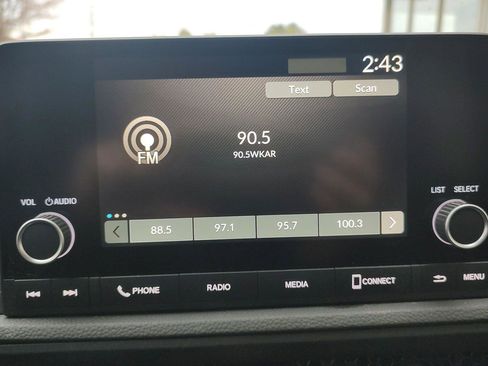 2:43
Text Scan
FM
90.5
90.5WKAR
VOL AUDIO
LIST SELECT
88.5 97.1 95.7 100.3
PHONE RADIO MEDIA CONNECT MENU